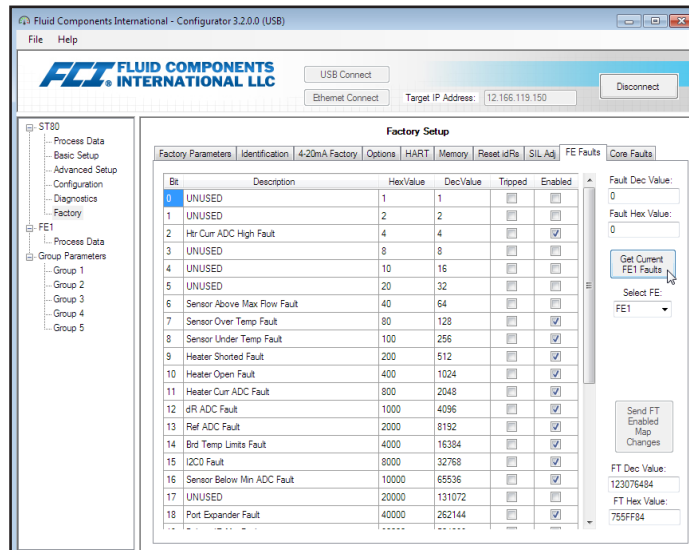 Fluid Components International - Configurator 3.2.0.0 (USB)
File Help
FCI. FLUID COMPONENTS
INTERNATIONAL LLC
USB Connect
Ethernet Connect
Target IP Address: 12.166.119.150
Disconnect
ST80
Process Data
Basic Setup
Advanced Setup
Configuration
Diagnostics
Factory
FE1
Process Data
Group Parameters
Group 1
Group 2
Group 3
Group 4
Group 5
Factory Setup
Factory Parameters Identification 4-20mA Factory Options HART Memory Reset idRs SIL Adj FE Faults Core Faults
Bit Description HexValue DecValue Tripped Enabled
0 UNUSED 1 1
1 UNUSED 2 2
2 Htr Curr ADC High Fault 4 4
3 UNUSED 8 8
4 UNUSED 10 16
5 UNUSED 20 32
6 Sensor Above Max Flow Fault 40 64
7 Sensor Over Temp Fault 80 128
8 Sensor Under Temp Fault 100 256
9 Heater Shorted Fault 200 512
10 Heater Open Fault 400 1024
11 Heater Curr ADC Fault 800 2048
12 dR ADC Fault 1000 4096
13 Ref ADC Fault 2000 8192
14 Brd Temp Limits Fault 4000 16384
15 I2C0 Fault 8000 32768
16 Sensor Below Min ADC Fault 10000 65536
17 UNUSED 20000 131072
18 Port Expander Fault 40000 262144
Fault Dec Value:
0
Fault Hex Value:
0
Get Current
FE1 Faults
Select FE:
FE1
Send FT
Enabled
Map
Changes
FT Dec Value:
123076484
FT Hex Value:
755FF84